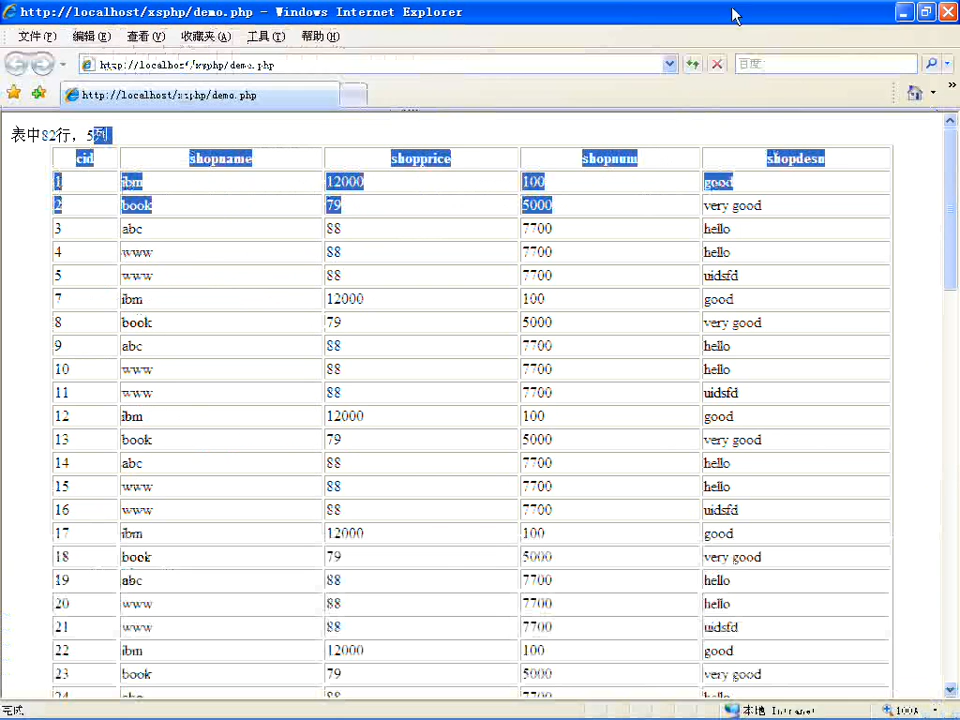 http://localhost/xsphp/demo.php - Windows Internet Explorer
文件(F) 编辑(E) 查看(V) 收藏夹(A) 工具(T) 帮助(H)
http://localhost/xsphp/demo.php 百度
http://localhost/xsphp/demo.php
表中82行，5列
cid shopname shopprice shopnum shopdesn
1 ibm 12000 100 good
2 book 79 5000 very good
3 abc 88 7700 hello
4 www 88 7700 hello
5 www 88 7700 uidsfd
7 ibm 12000 100 good
8 book 79 5000 very good
9 abc 88 7700 hello
10 www 88 7700 hello
11 www 88 7700 uidsfd
12 ibm 12000 100 good
13 book 79 5000 very good
14 abc 88 7700 hello
15 www 88 7700 hello
16 www 88 7700 uidsfd
17 ibm 12000 100 good
18 book 79 5000 very good
19 abc 88 7700 hello
20 www 88 7700 hello
21 www 88 7700 uidsfd
22 ibm 12000 100 good
23 book 79 5000 very good
24 abc 88 7700 hello
完成 本地 Intranet 100%